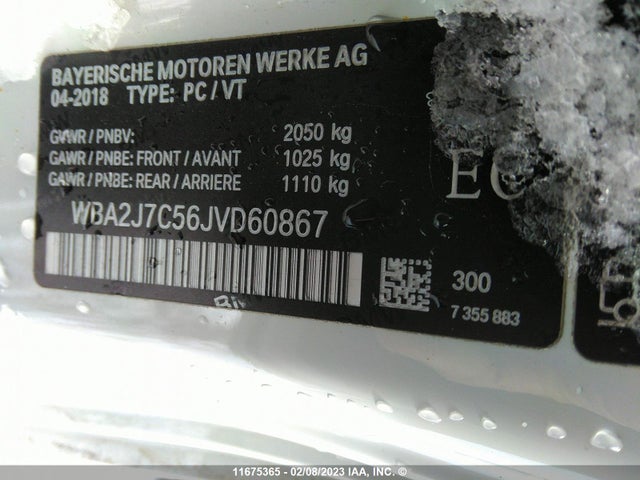 BAYERISCHE MOTOREN WERKE AG
04-2018 TYPE: PC / VT
GVWR / PNBV: 2050 kg
GAWR / PNBE: FRONT / AVANT 1025 kg
GAWR / PNBE: REAR / ARRIERE 1110 kg
WBA2J7C56JVD60867
EC
300
7 355 883
11675365 - 02/08/2023 IAA, INC. ©